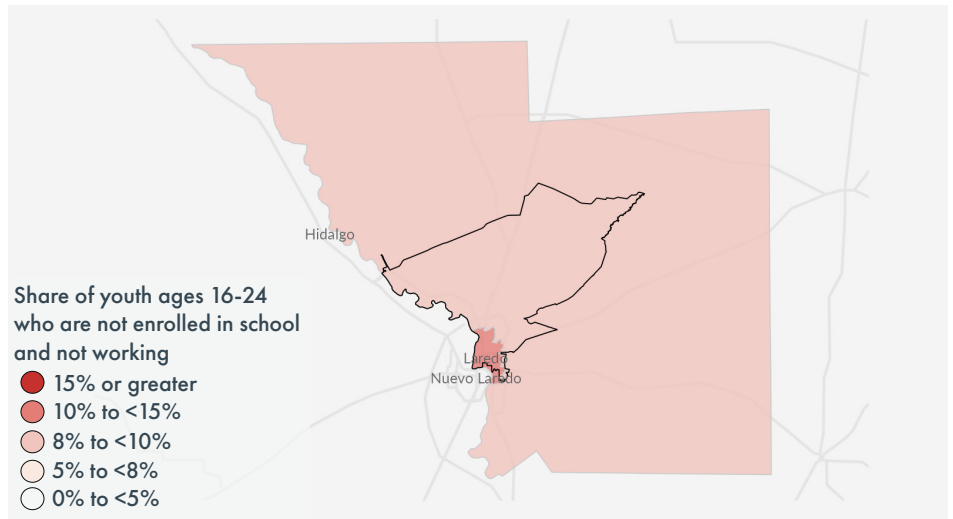 Hidalgo
Laredo
Nuevo Laredo
Share of youth ages 16-24
who are not enrolled in school
and not working
15% or greater
10% to <15%
8% to <10%
5% to <8%
0% to <5%